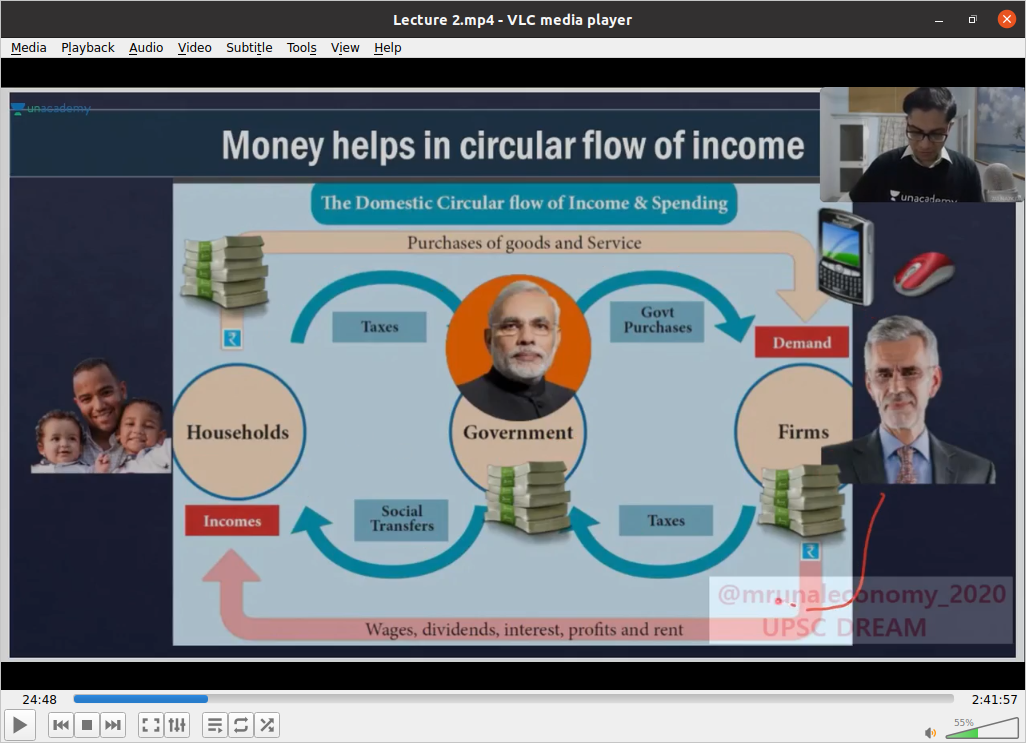 Lecture 2.mp4 - VLC media player
Media Playback Audio Video Subtitle Tools View Help
unacademy
Money helps in circular flow of income
unacademy
The Domestic Circular flow of Income & Spending
Purchases of goods and Service
Taxes
Govt
Purchases
₹
Demand
Households
Government
Firms
Incomes
Social
Transfers
Taxes
₹
@mrunaleconomy_2020
UPSC DREAM
Wages, dividends, interest, profits and rent
24:48
2:41:57
55%